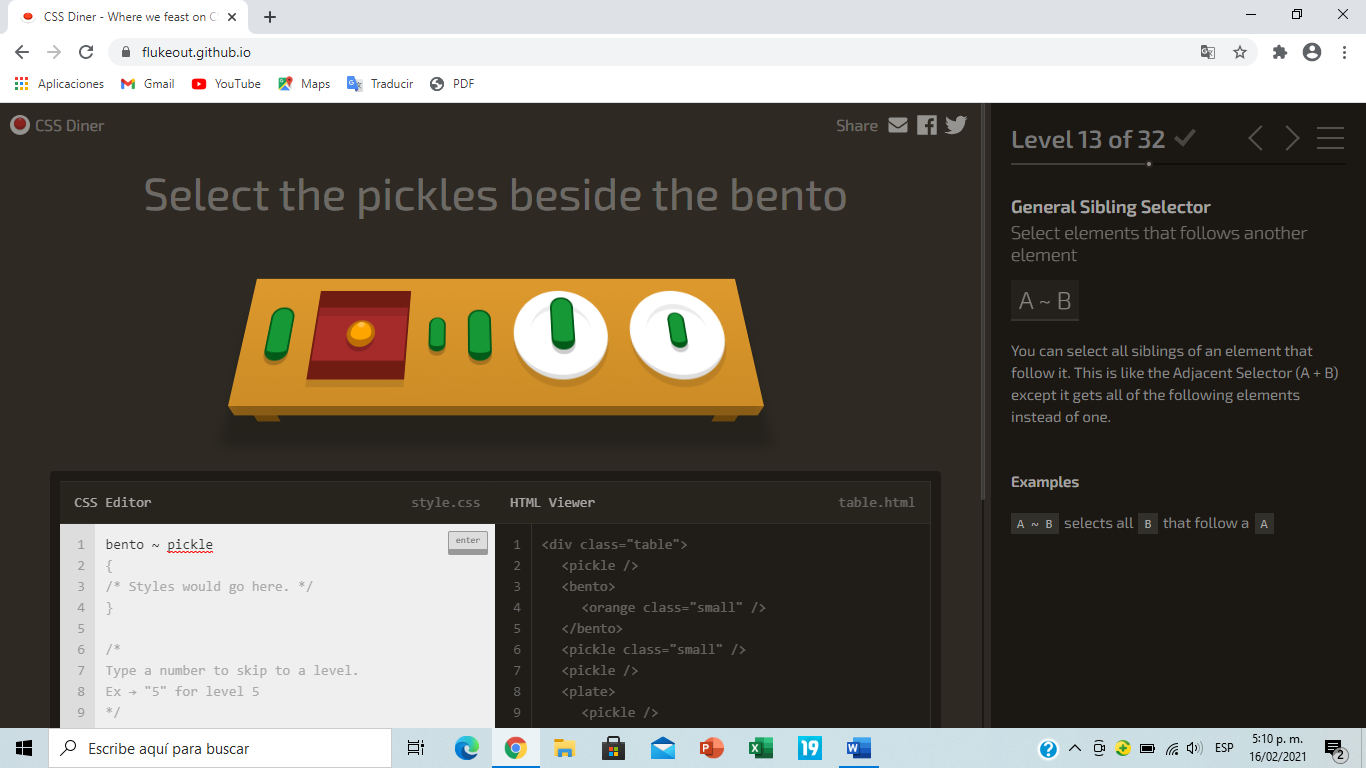 CSS Diner - Where we feast on C
flukeout.github.io
Aplicaciones Gmail YouTube Maps Traducir PDF
CSS Diner
Share
Select the pickles beside the bento
CSS Editor style.css
enter
1 bento ~ pickle
2 {
3 /* Styles would go here. */
4 }
5
6 /*
7 Type a number to skip to a level.
8 Ex → "5" for level 5
9 */
HTML Viewer table.html
1 <div class="table">
2 <pickle />
3 <bento>
4 <orange class="small" />
5 </bento>
6 <pickle class="small" />
7 <pickle />
8 <plate>
9 <pickle />
Level 13 of 32
General Sibling Selector
Select elements that follows another
element
A ~ B
You can select all siblings of an element that
follow it. This is like the Adjacent Selector (A + B)
except it gets all of the following elements
instead of one.
Examples
A ~ B selects all B that follow a A
Escribe aquí para buscar
19
ESP
5:10 p. m.
16/02/2021
2